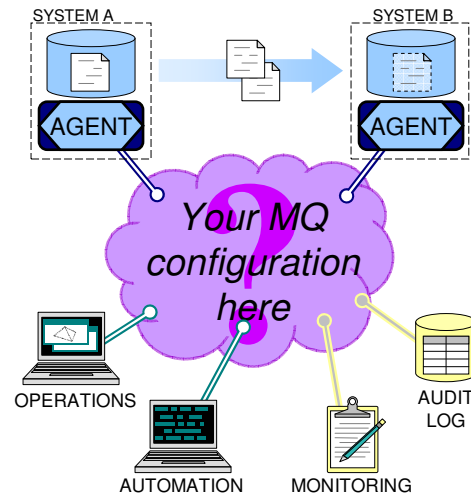 SYSTEM A
SYSTEM B
AGENT
AGENT
?
Your MQ
configuration
here
OPERATIONS
AUTOMATION
MONITORING
AUDIT
LOG